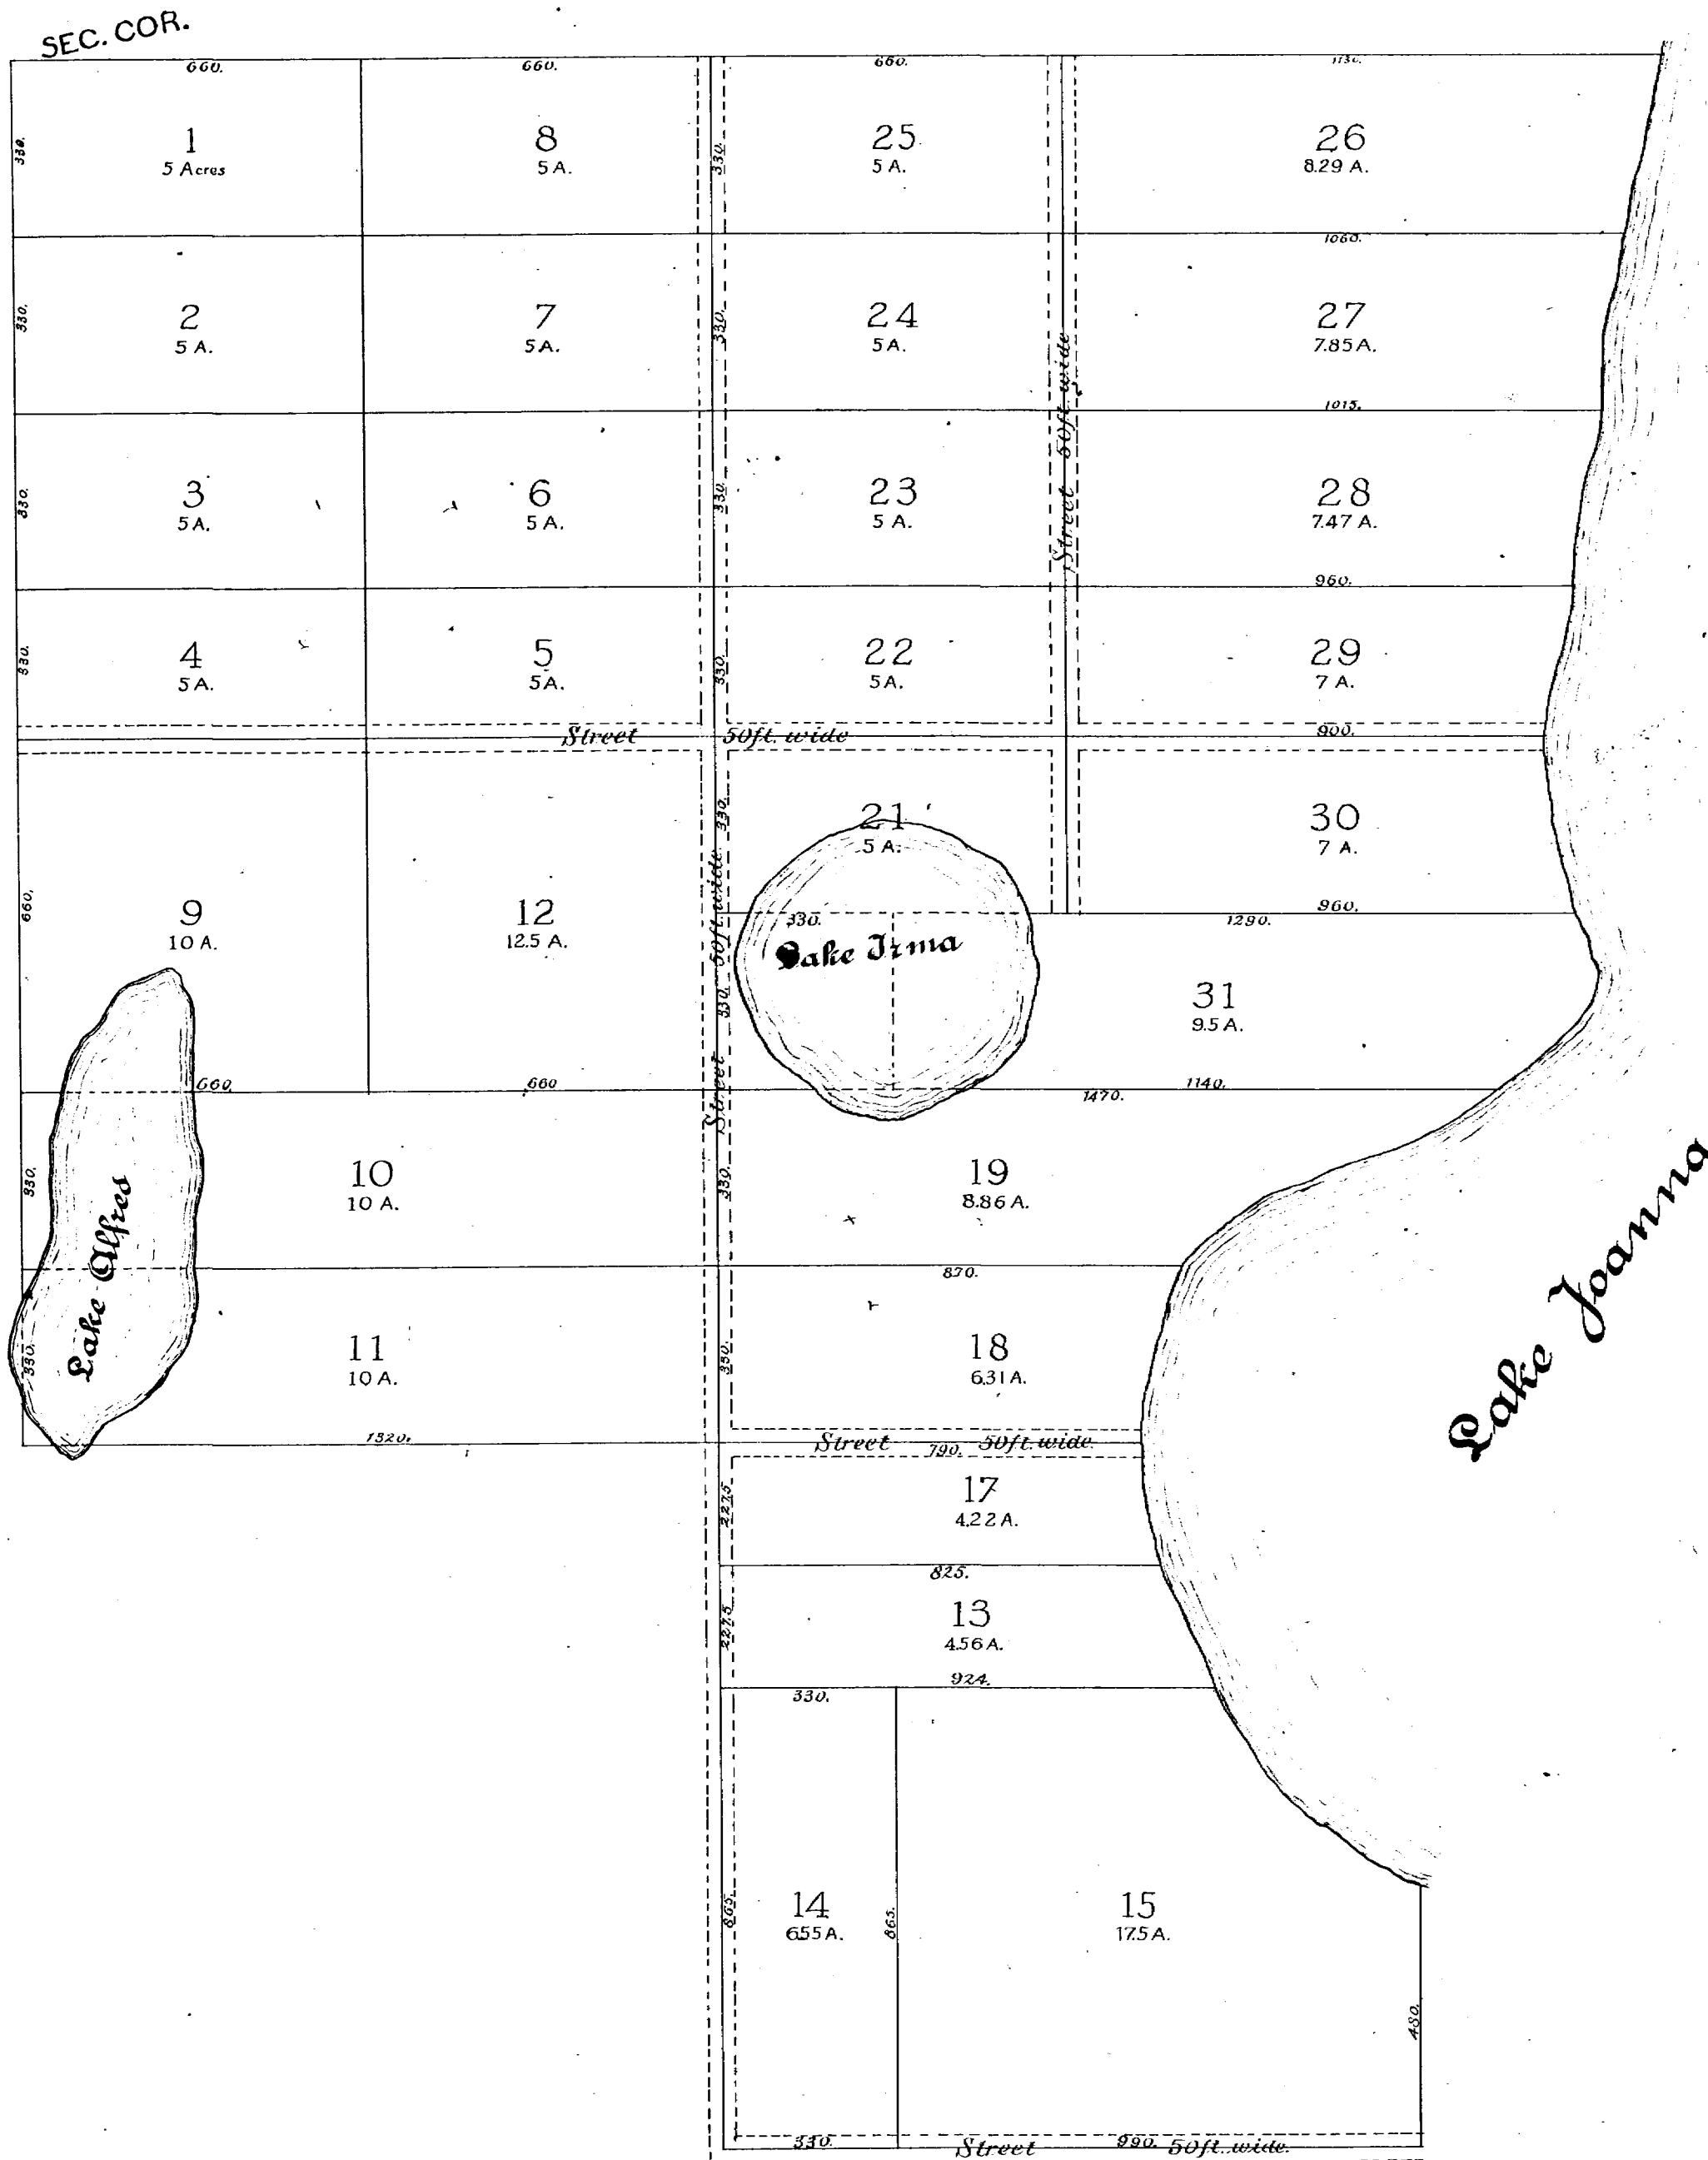 SEC. COR.
660. 660. 660. 1130.
330. 1 8 330. 25 26
5 Acres 5 A. 5 A. 8.29 A.
1060.
330. 2 7 330. 24 27
5 A. 5 A. 5 A. 7.85 A.
Street 50ft. wide
1015.
330. 3 6 330. 23 28
5 A. 5 A. 5 A. 7.47 A.
960.
330. 4 5 330. 22 29
5 A. 5 A. 5 A. 7 A.
Street 50ft. wide 900.
330. 21 30
5 A. 7 A.
Street 50ft. wide
660. 9 12 330. 1290. 960.
10 A. 12.5 A.
Lake Irma
330. 31
9.5 A.
660. 660 1470. 1140.
330. 10 330. 19
10 A. 8.86 A.
Lake Alfres
Lake Joanna
870.
330. 11 330. 18
10 A. 6.31 A.
1320. Street 790. 50ft. wide.
227.5 17
4.22 A.
825.
227.5 13
4.56 A.
330. 924.
865. 14 865. 15
6.55 A. 17.5 A.
480.
330. Street 990. 50ft. wide.